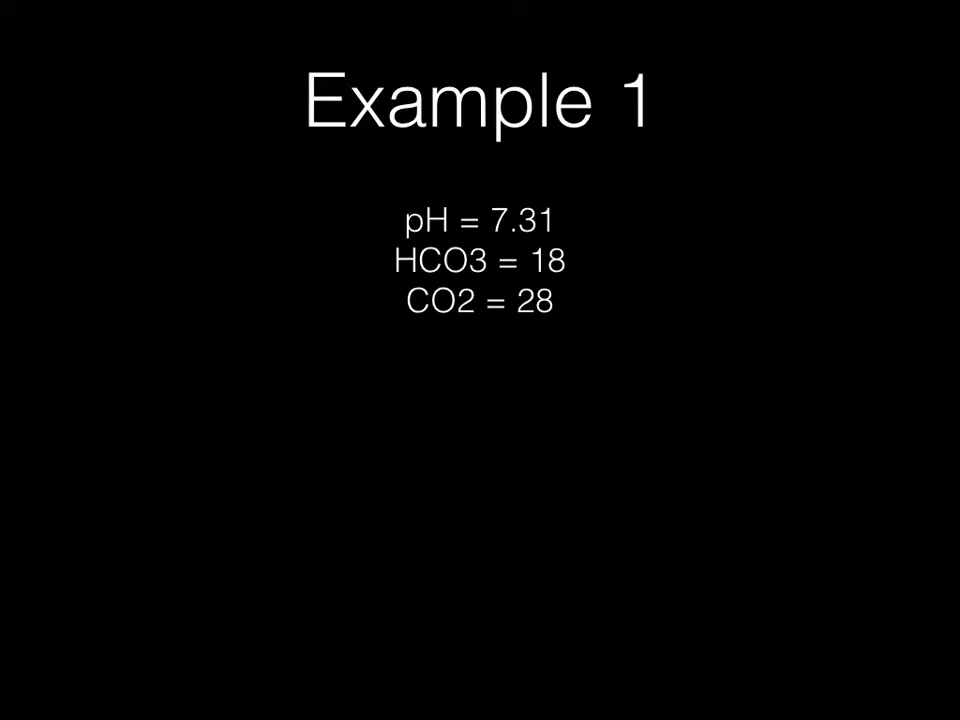 Example 1
pH = 7.31
HCO3 = 18
CO2 = 28